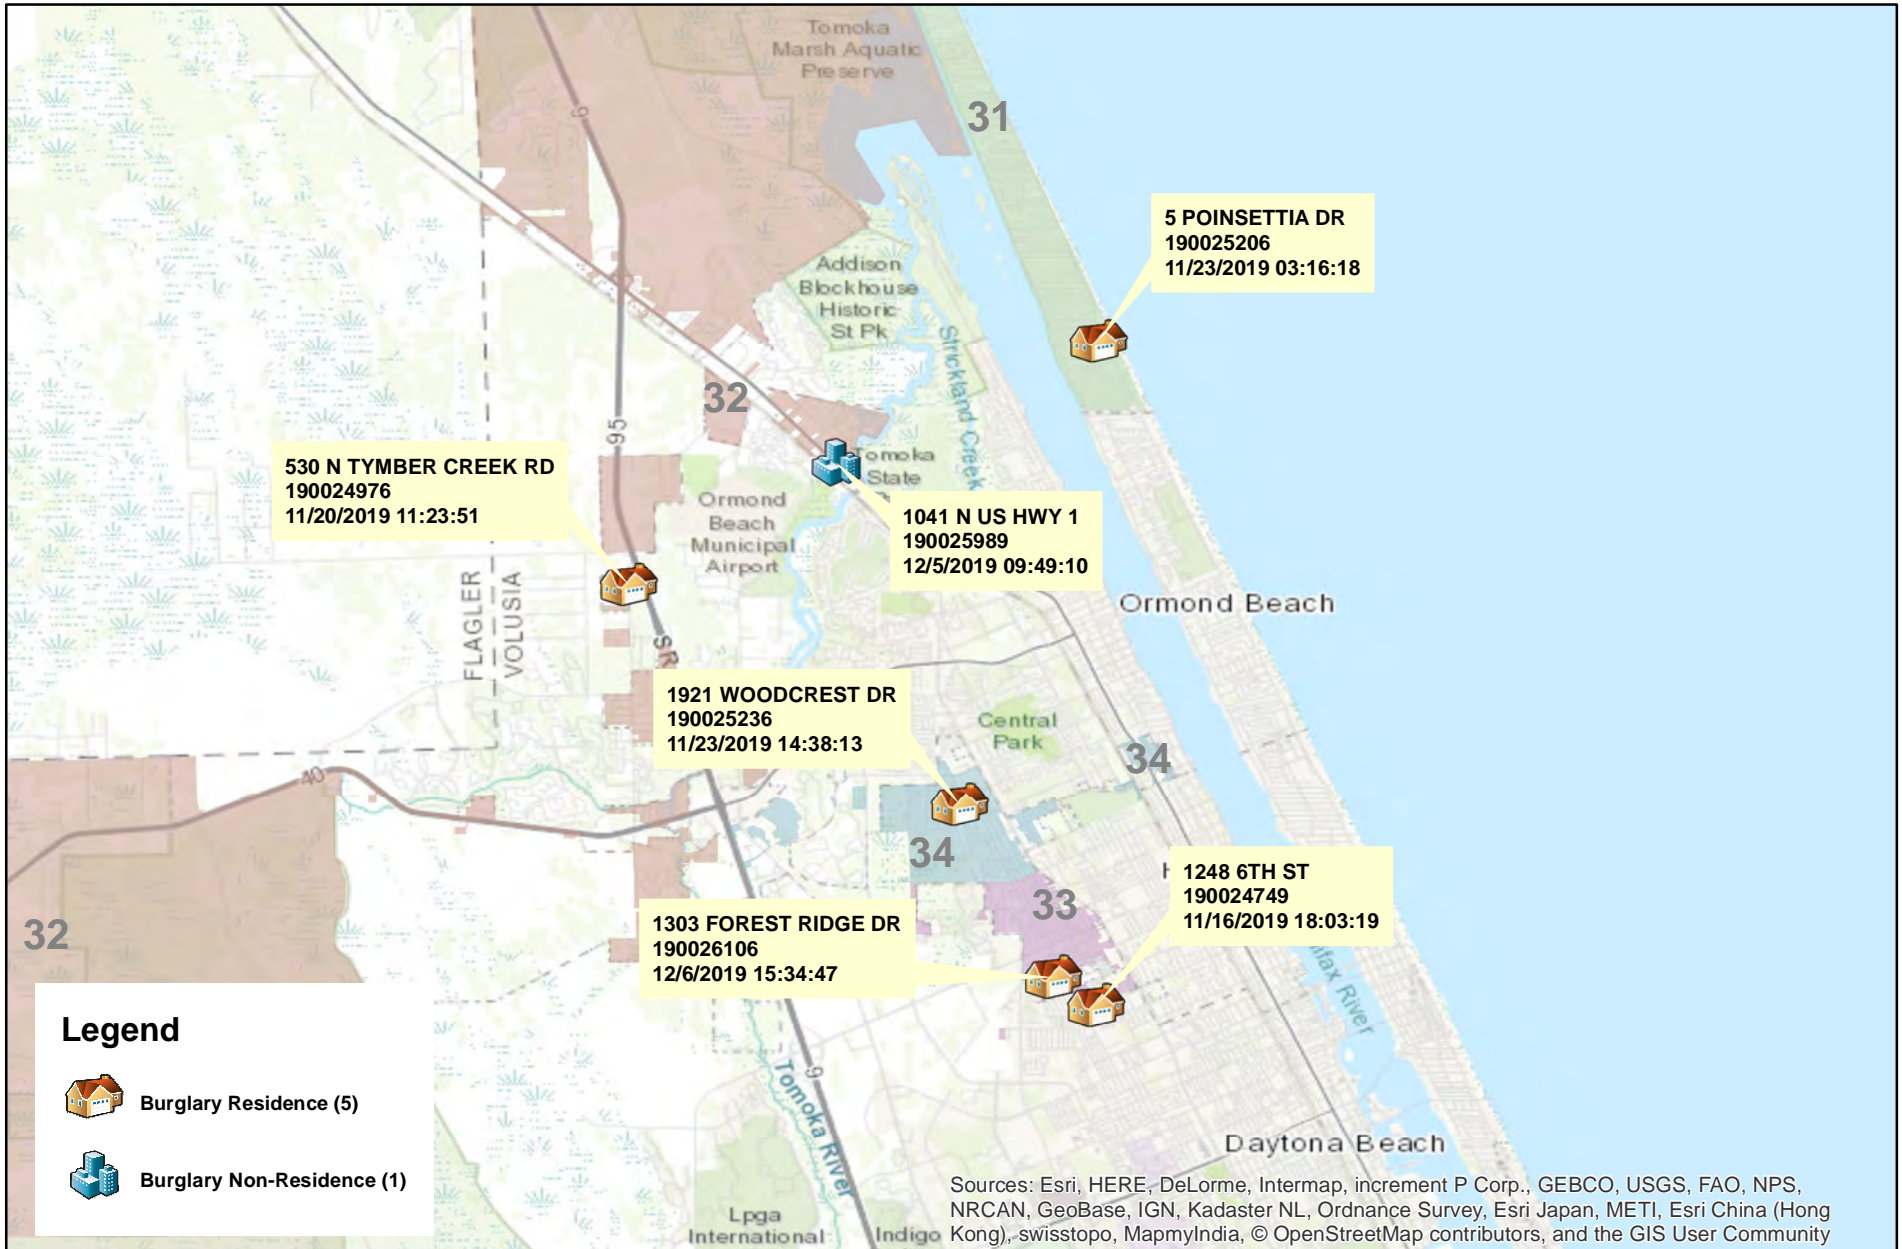 Tomoka
Marsh Aquatic
Preserve
31
5 POINSETTIA DR
190025206
11/23/2019 03:16:18
Addison
Blockhouse
Historic
St Pk
Strickland Creek
32
95
530 N TYMBER CREEK RD
190024976
11/20/2019 11:23:51
Tomoka
State
Ormond
Beach
Municipal
Airport
1041 N US HWY 1
190025989
12/5/2019 09:49:10
FLAGLER
VOLUSIA
Ormond Beach
SR
1921 WOODCREST DR
190025236
11/23/2019 14:38:13
Central
Park
34
40
34
1248 6TH ST
190024749
11/16/2019 18:03:19
33
1303 FOREST RIDGE DR
190026106
12/6/2019 15:34:47
32
ifax River
Legend
Burglary Residence (5)
Burglary Non-Residence (1)
9
Tomoka River
Daytona Beach
Lpga
International
Indigo
Sources: Esri, HERE, DeLorme, Intermap, increment P Corp., GEBCO, USGS, FAO, NPS,
NRCAN, GeoBase, IGN, Kadaster NL, Ordnance Survey, Esri Japan, METI, Esri China (Hong
Kong), swisstopo, MapmyIndia, © OpenStreetMap contributors, and the GIS User Community